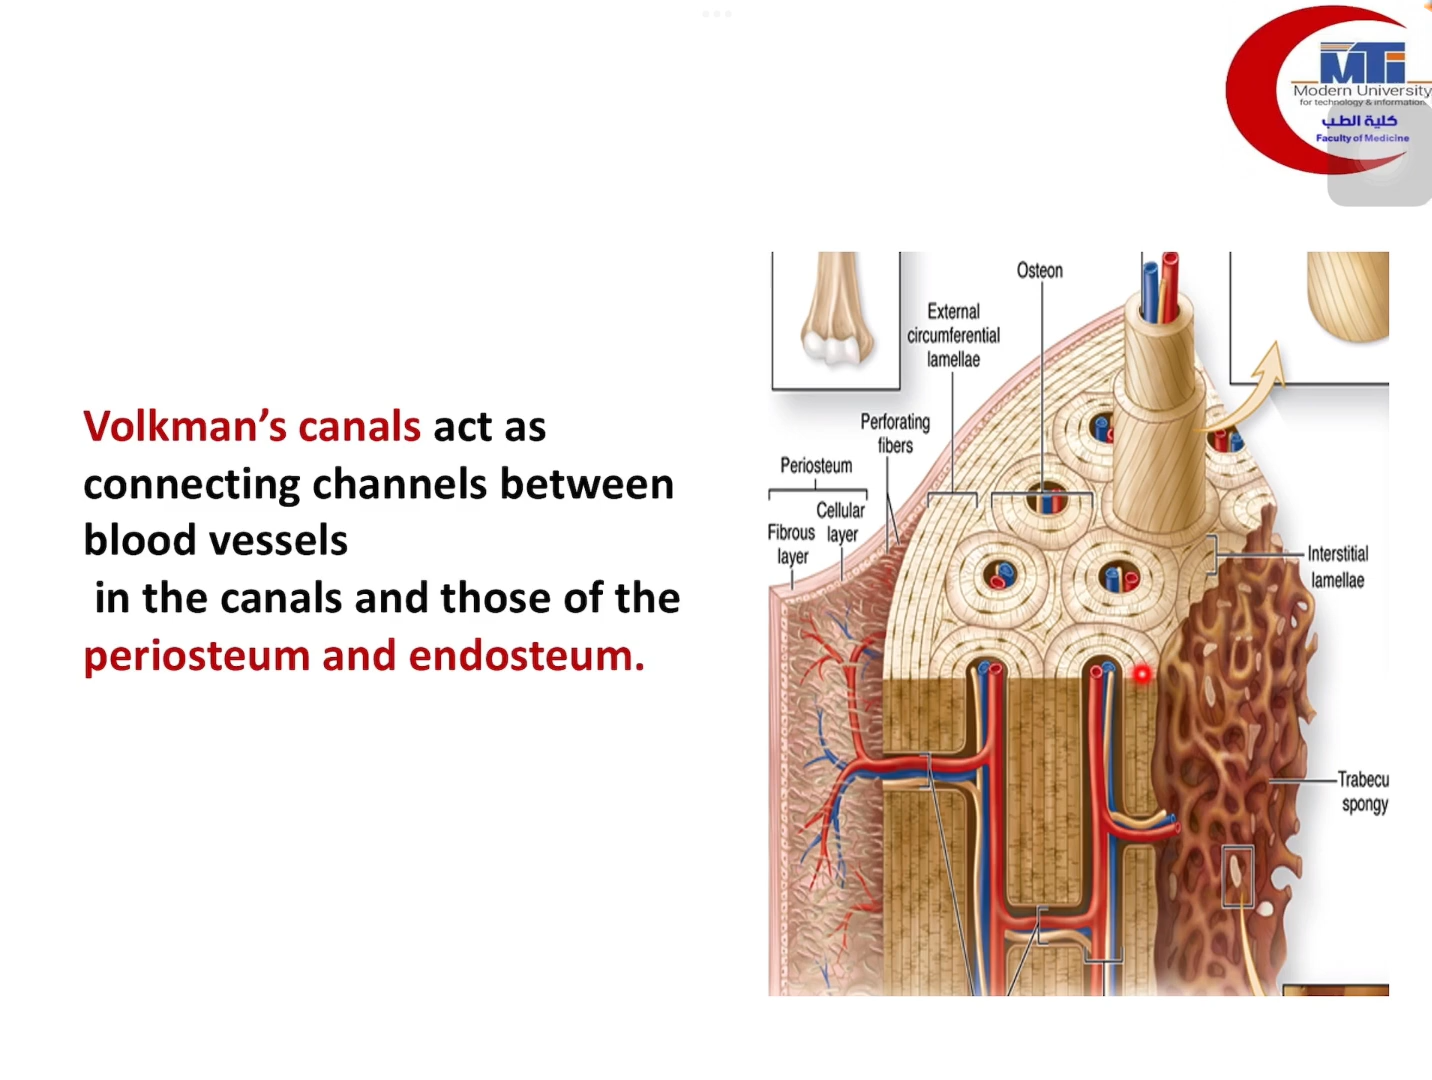 MTi
Modern University
for technology & information
كلية الطب
Faculty of Medicine
Volkman’s canals act as
connecting channels between
blood vessels
in the canals and those of the
periosteum and endosteum.
Osteon
External
circumferential
lamellae
Perforating
fibers
Periosteum
Cellular
layer
Fibrous
layer
Interstitial
lamellae
Trabecu
spongy